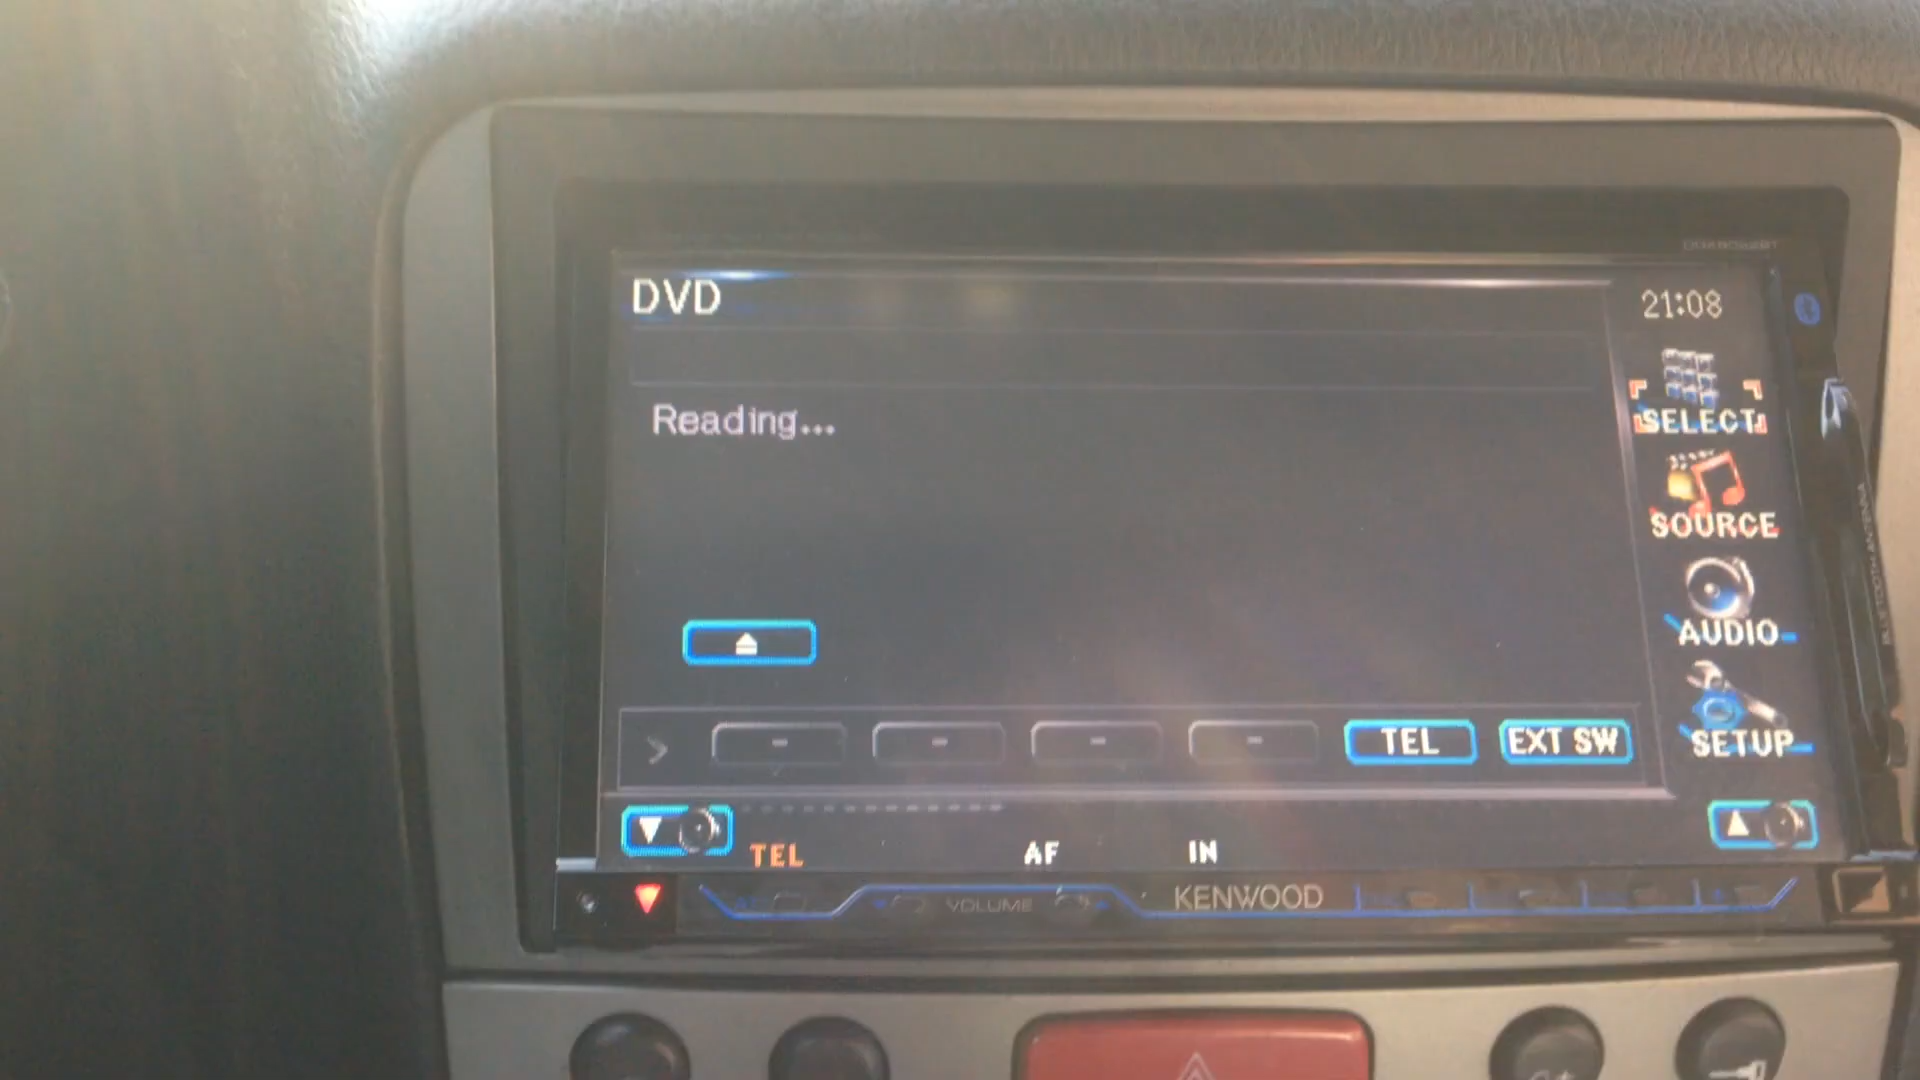 DVD
21:08
Reading...
SELECT
SOURCE
AUDIO
SETUP
TEL
EXT SW
TEL
AF
IN
VOLUME
KENWOOD